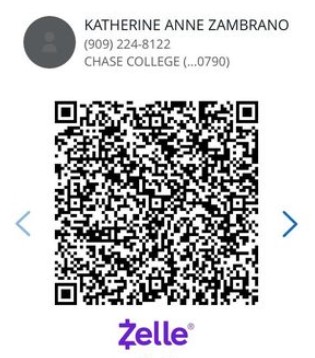 KATHERINE ANNE ZAMBRANO
(909) 224-8122
CHASE COLLEGE (...0790)
Zelle®